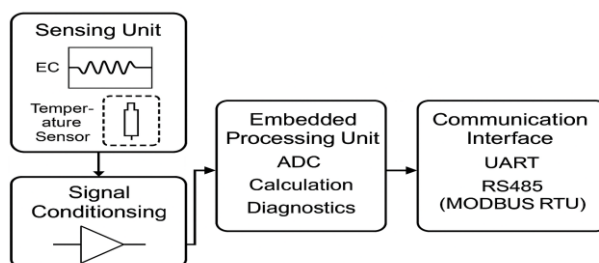 Sensing Unit
EC
Temper-
ature
Sensor
Signal
Conditionsing
Embedded
Processing Unit
ADC
Calculation
Diagnostics
Communication
Interface
UART
RS485
(MODBUS RTU)